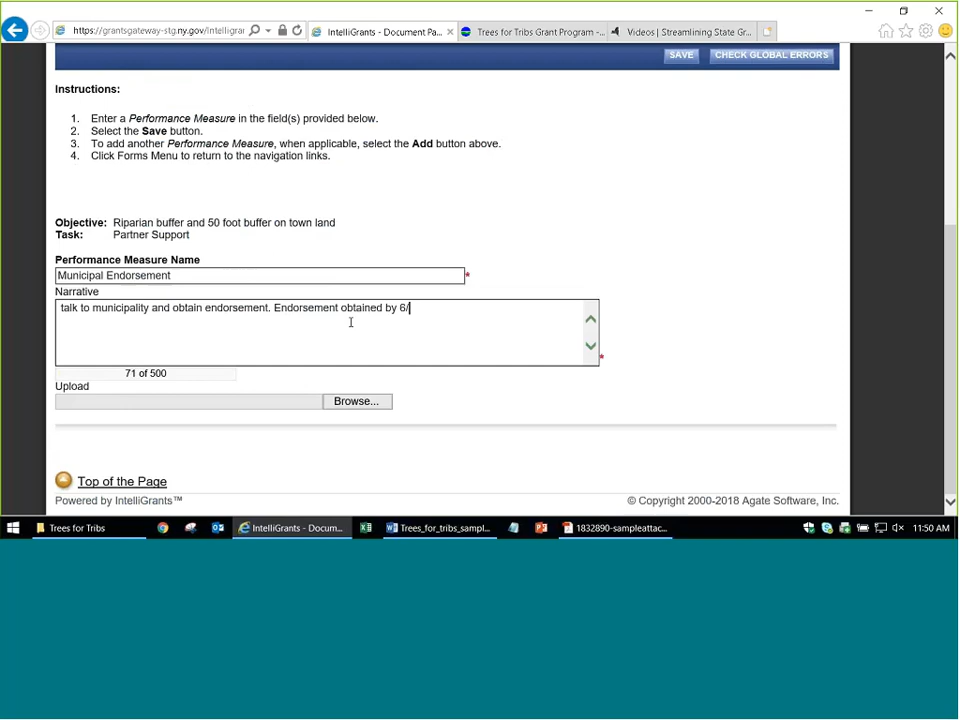 https://grantsgateway-stg.ny.gov/Intelligrar
IntelliGrants - Document Pa...
Trees for Tribs Grant Program -...
Videos | Streamlining State Gr...
SAVE
CHECK GLOBAL ERRORS
Instructions:
1. Enter a Performance Measure in the field(s) provided below.
2. Select the Save button.
3. To add another Performance Measure, when applicable, select the Add button above.
4. Click Forms Menu to return to the navigation links.
Objective: Riparian buffer and 50 foot buffer on town land
Task: Partner Support
Performance Measure Name
Municipal Endorsement
*
Narrative
talk to municipality and obtain endorsement. Endorsement obtained by 6/
*
71 of 500
Upload
Browse...
Top of the Page
Powered by IntelliGrants™
© Copyright 2000-2018 Agate Software, Inc.
Trees for Tribs
IntelliGrants - Docum...
Trees_for_tribs_sampl...
1832890-sampleattac...
11:50 AM